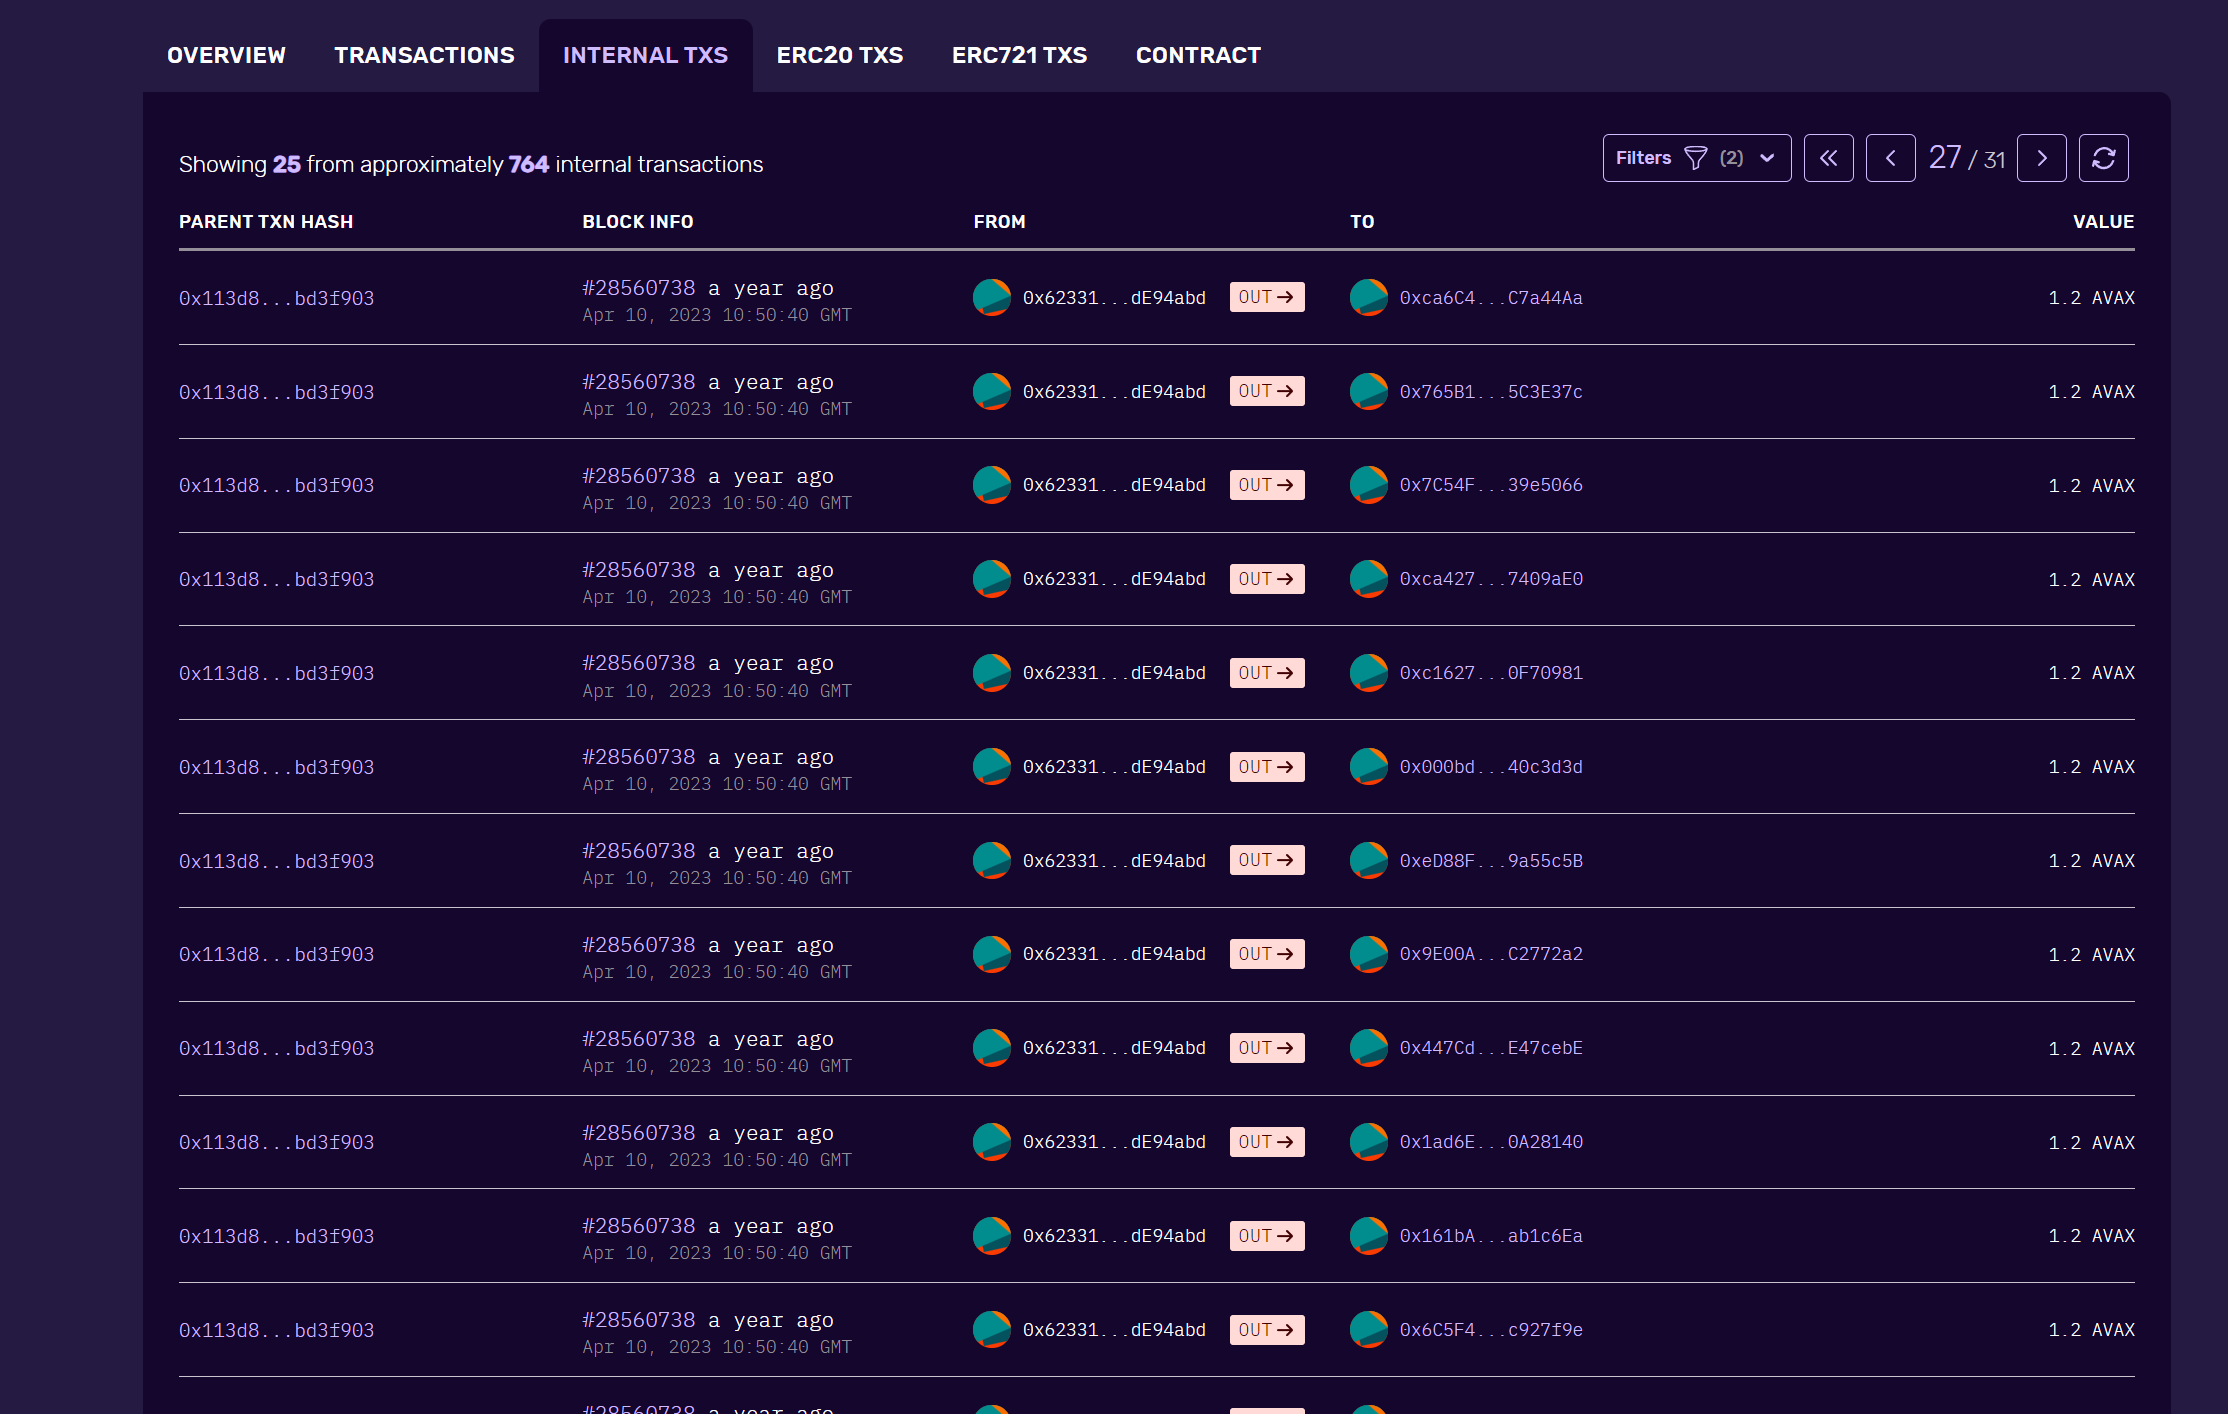 OVERVIEW TRANSACTIONS INTERNAL TXS ERC20 TXS ERC721 TXS CONTRACT
Showing 25 from approximately 764 internal transactions
Filters (2) 27 / 31
PARENT TXN HASH BLOCK INFO FROM TO VALUE
0x113d8...bd3f903 #28560738 a year ago 0x62331...dE94abd OUT→ 0xca6C4...C7a44Aa 1.2 AVAX
Apr 10, 2023 10:50:40 GMT
0x113d8...bd3f903 #28560738 a year ago 0x62331...dE94abd OUT→ 0x765B1...5C3E37c 1.2 AVAX
Apr 10, 2023 10:50:40 GMT
0x113d8...bd3f903 #28560738 a year ago 0x62331...dE94abd OUT→ 0x7C54F...39e5066 1.2 AVAX
Apr 10, 2023 10:50:40 GMT
0x113d8...bd3f903 #28560738 a year ago 0x62331...dE94abd OUT→ 0xca427...7409aE0 1.2 AVAX
Apr 10, 2023 10:50:40 GMT
0x113d8...bd3f903 #28560738 a year ago 0x62331...dE94abd OUT→ 0xc1627...0F70981 1.2 AVAX
Apr 10, 2023 10:50:40 GMT
0x113d8...bd3f903 #28560738 a year ago 0x62331...dE94abd OUT→ 0x000bd...40c3d3d 1.2 AVAX
Apr 10, 2023 10:50:40 GMT
0x113d8...bd3f903 #28560738 a year ago 0x62331...dE94abd OUT→ 0xeD88F...9a55c5B 1.2 AVAX
Apr 10, 2023 10:50:40 GMT
0x113d8...bd3f903 #28560738 a year ago 0x62331...dE94abd OUT→ 0x9E00A...C2772a2 1.2 AVAX
Apr 10, 2023 10:50:40 GMT
0x113d8...bd3f903 #28560738 a year ago 0x62331...dE94abd OUT→ 0x447Cd...E47cebE 1.2 AVAX
Apr 10, 2023 10:50:40 GMT
0x113d8...bd3f903 #28560738 a year ago 0x62331...dE94abd OUT→ 0x1ad6E...0A28140 1.2 AVAX
Apr 10, 2023 10:50:40 GMT
0x113d8...bd3f903 #28560738 a year ago 0x62331...dE94abd OUT→ 0x161bA...ab1c6Ea 1.2 AVAX
Apr 10, 2023 10:50:40 GMT
0x113d8...bd3f903 #28560738 a year ago 0x62331...dE94abd OUT→ 0x6C5F4...c927f9e 1.2 AVAX
Apr 10, 2023 10:50:40 GMT
#28560738 a year ago